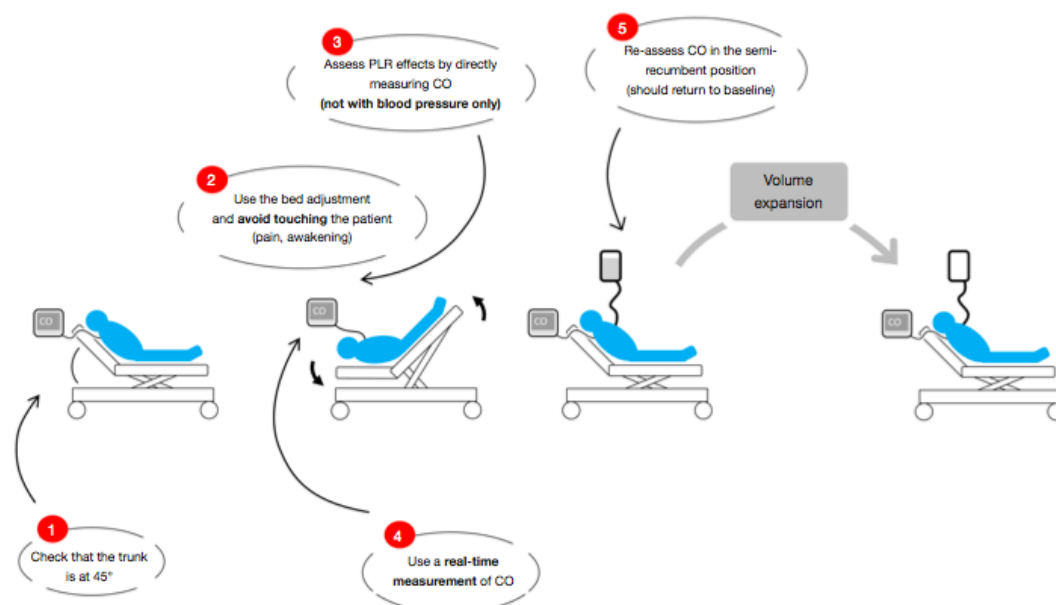 1
Check that the trunk
is at 45°
2
Use the bed adjustment
and avoid touching the patient
(pain, awakening)
3
Assess PLR effects by directly
measuring CO
(not with blood pressure only)
4
Use a real-time
measurement of CO
5
Re-assess CO in the semi-
recumbent position
(should return to baseline)
Volume
expansion
CO
CO
CO
CO